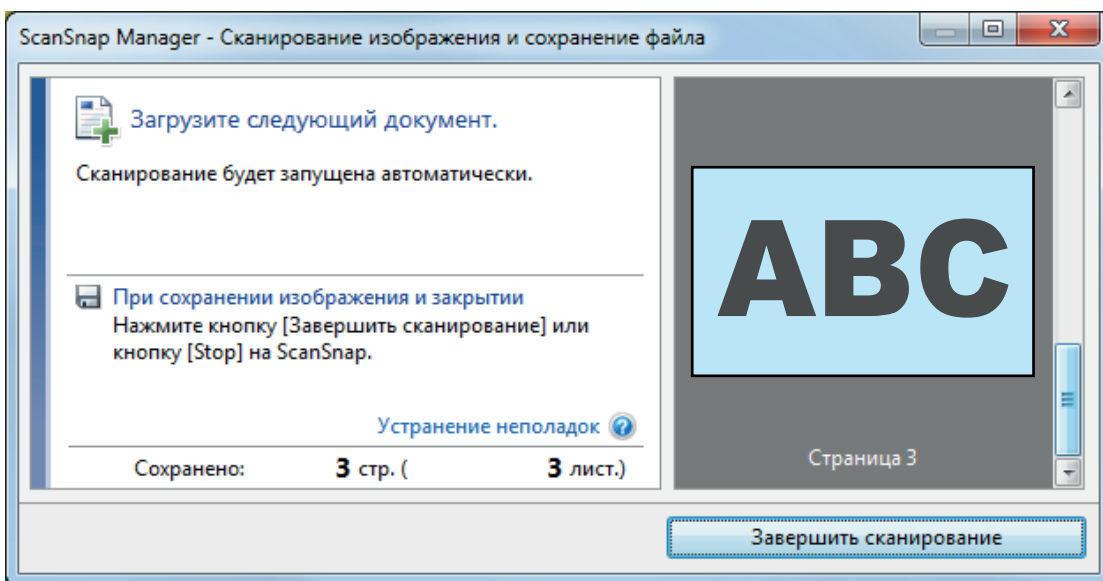 ScanSnap Manager - Сканирование изображения и сохранение файла
Загрузите следующий документ.
Сканирование будет запущена автоматически.
При сохранении изображения и закрытии
Нажмите кнопку [Завершить сканирование] или
кнопку [Stop] на ScanSnap.
Устранение неполадок
Сохранено: 3 стр. ( 3 лист.)
ABC
Страница 3
Завершить сканирование